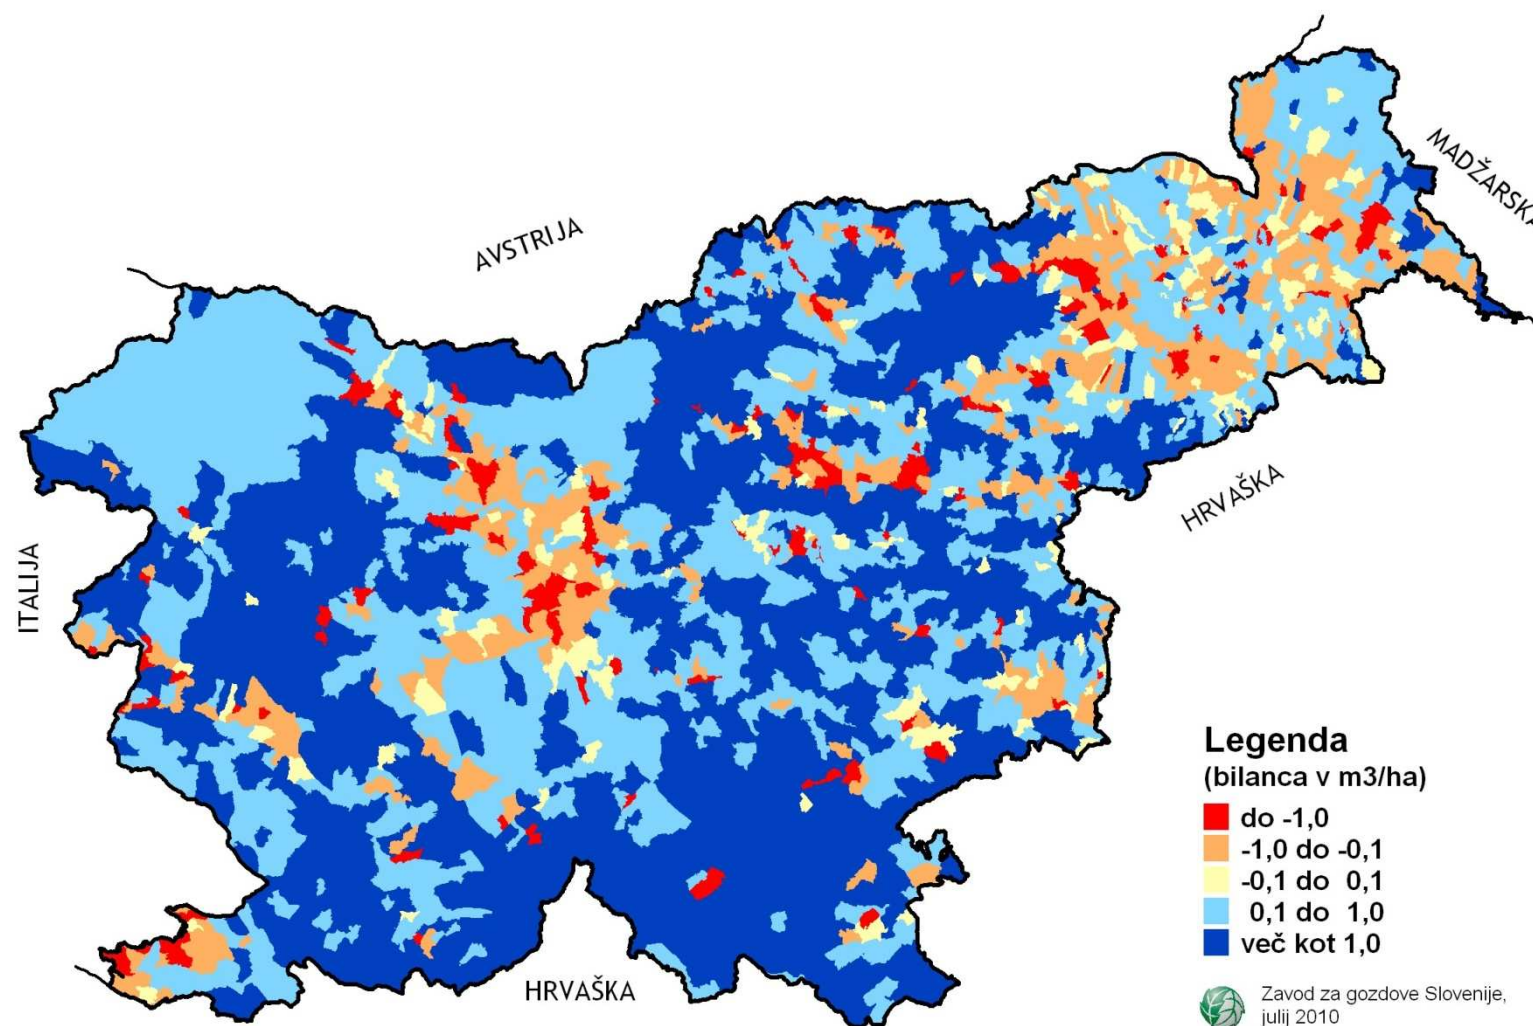 AVSTRIJA
MADŽARSKA
ITALIJA
HRVAŠKA
HRVAŠKA
Legenda
(bilanca v m3/ha)
do -1,0
-1,0 do -0,1
-0,1 do 0,1
0,1 do 1,0
več kot 1,0
Zavod za gozdove Slovenije,
julij 2010